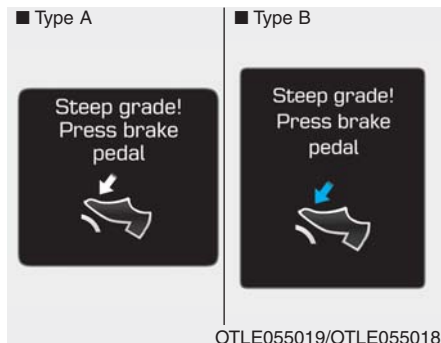 ■ Type A
Steep grade!
Press brake
pedal
■ Type B
Steep grade!
Press brake
pedal
OTLE055019/OTLE055018